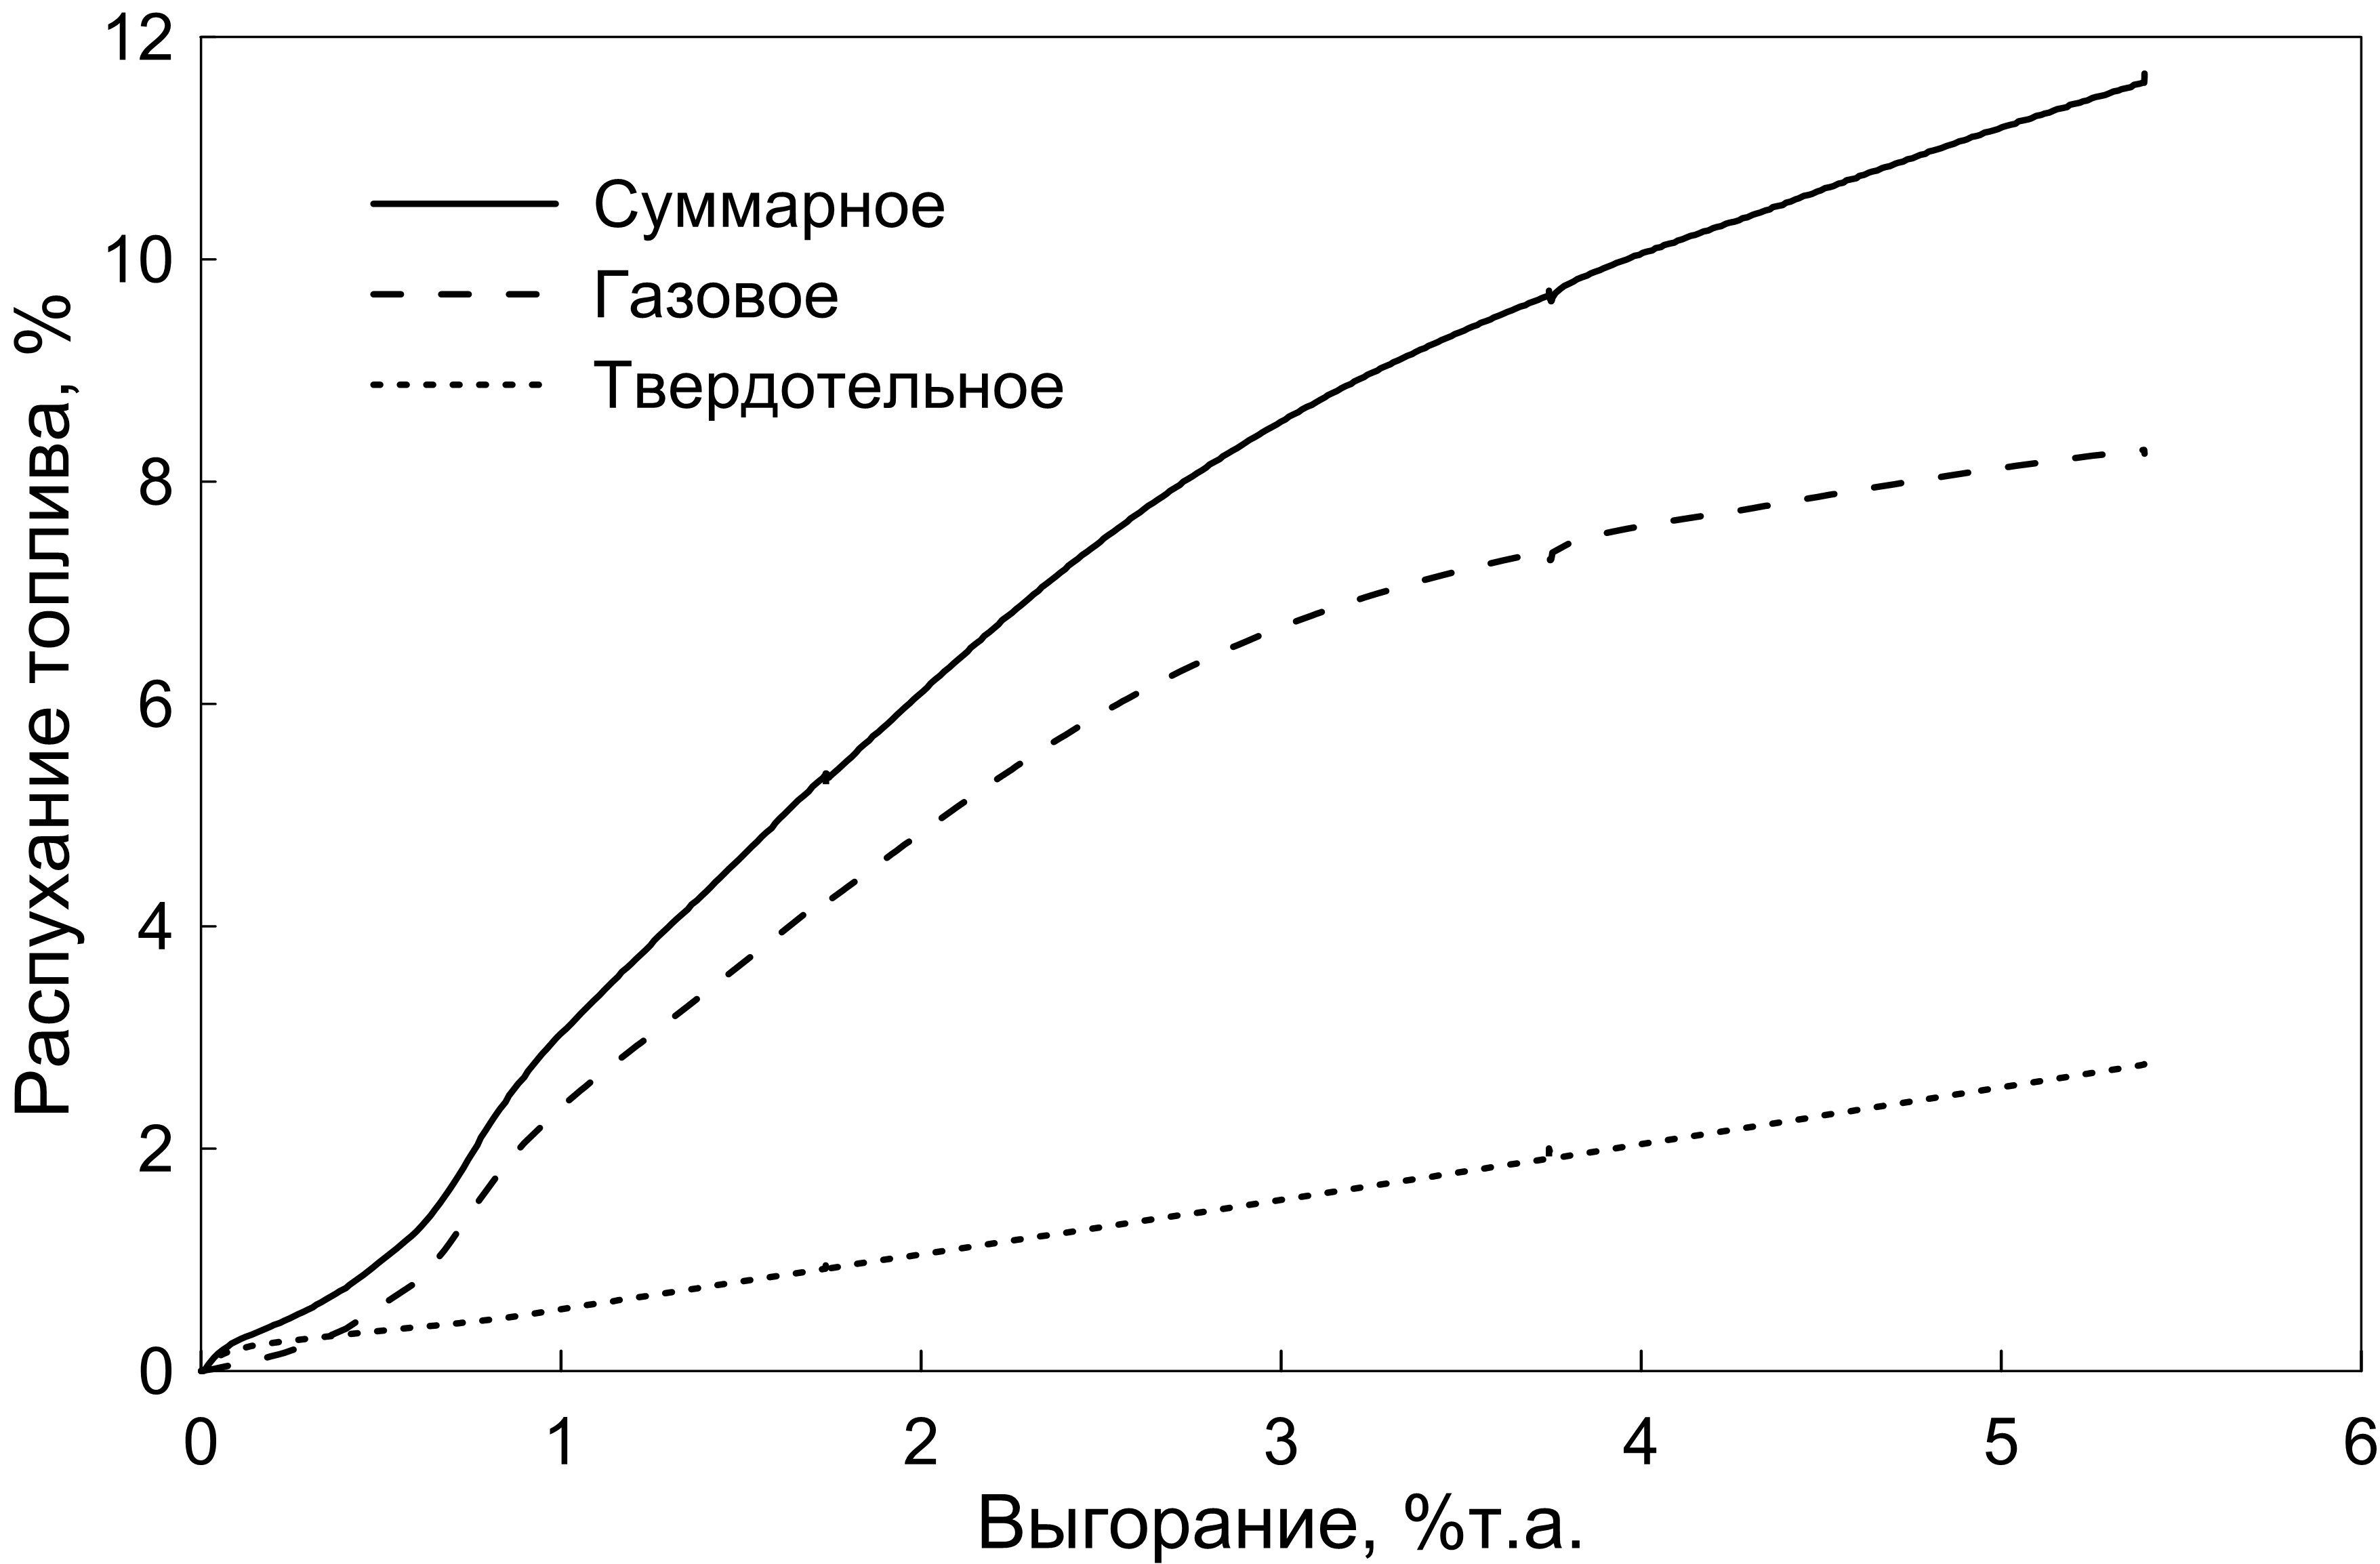 12
10
8
6
4
2
0
Распухание топлива, %
Суммарное
Газовое
Твердотельное
0 1 2 3 4 5 6
Выгорание, %т.а.